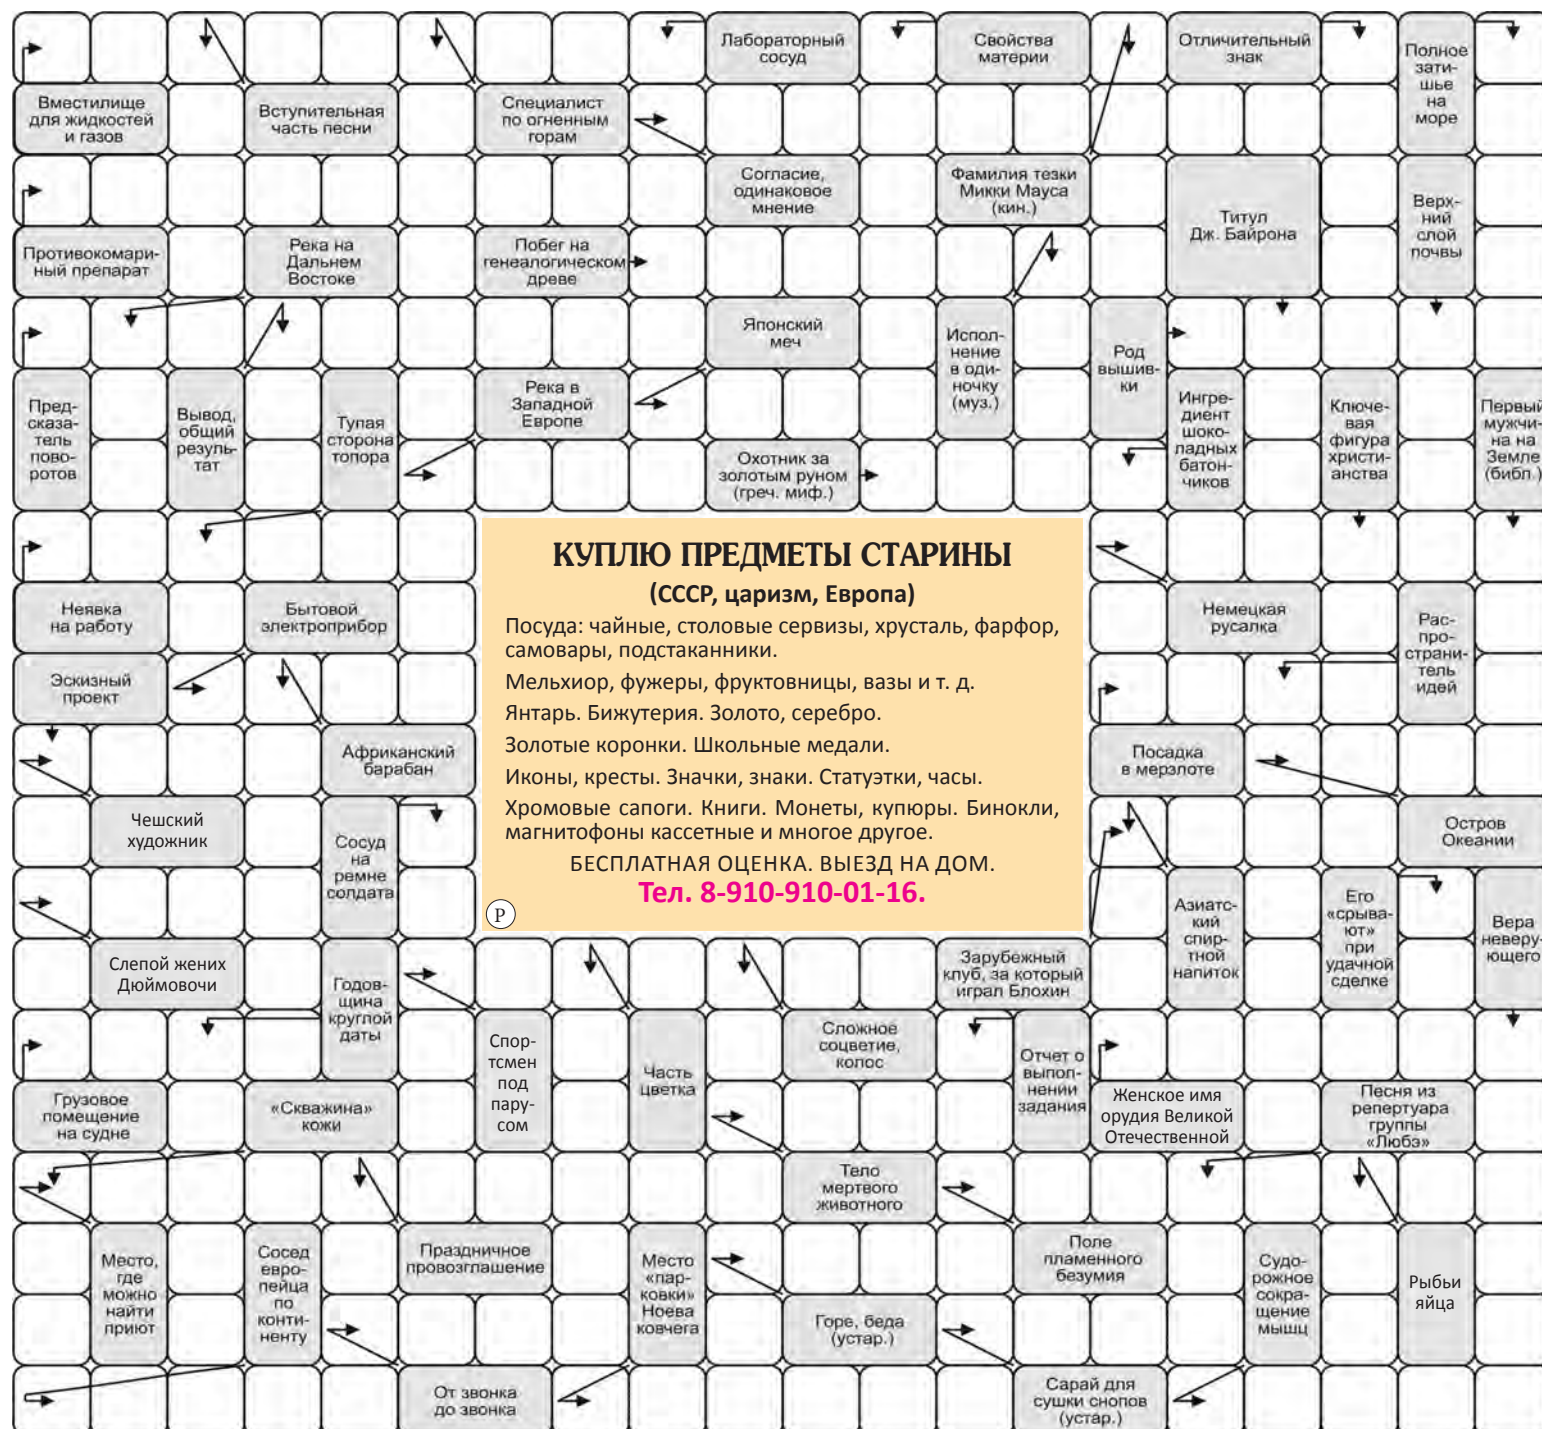 Лабораторный
сосуд
Свойства
материи
Отличительный
знак
Полное
зати-
шье
на
море
Вместилище
для жидкостей
и газов
Вступительная
часть песни
Специалист
по огненным
горам
Согласие,
одинаковое
мнение
Фамилия тезки
Микки Мауса
(кин.)
Титул
Дж. Байрона
Верх-
ний
слой
почвы
Противокомари-
ный препарат
Река на
Дальнем
Востоке
Побег на
генеалогическом
древе
Японский
меч
Испол-
нение
в оди-
ночку
(муз.)
Род
вышив-
ки
Пред-
сказа-
тель
пово-
ротов
Вывод,
общий
резуль-
тат
Тупая
сторона
топора
Река в
Западной
Европе
Ингре-
диент
шоко-
ладных
батон-
чиков
Ключе-
вая
фигура
христи-
анства
Первый
мужчи-
на на
Земле
(библ.)
Охотник за
золотым руном
(греч. миф.)
КУПЛЮ ПРЕДМЕТЫ СТАРИНЫ
(СССР, царизм, Европа)
Посуда: чайные, столовые сервизы, хрусталь, фарфор,
самовары, подстаканники.
Мельхиор, фужеры, фруктовницы, вазы и т. д.
Янтарь. Бижутерия. Золото, серебро.
Золотые коронки. Школьные медали.
Иконы, кресты. Значки, знаки. Статуэтки, часы.
Хромовые сапоги. Книги. Монеты, купюры. Бинокли,
магнитофоны кассетные и многое другое.
БЕСПЛАТНАЯ ОЦЕНКА. ВЫЕЗД НА ДОМ.
Тел. 8-910-910-01-16.
Р
Неявка
на работу
Бытовой
электроприбор
Немецкая
русалка
Рас-
про-
страни-
тель
идей
Эскизный
проект
Африканский
барабан
Посадка
в мерзлоте
Чешский
художник
Сосуд
на
ремне
солдата
Остров
Океании
Азиатс-
кий
спир-
тной
напиток
Его
«срыва-
ют»
при
удачной
сделке
Вера
неверу-
ющего
Слепой жених
Дюймовочи
Годов-
щина
круглой
даты
Зарубежный
клуб, за который
играл Блохин
Спор-
тсмен
под
пару-
сом
Часть
цветка
Сложное
соцветие,
колос
Отчет о
выпол-
нении
задания
Грузовое
помещение
на судне
«Скважина»
кожи
Женское имя
орудия Великой
Отечественной
Песня из
репертуара
группы
«Любэ»
Тело
мертвого
животного
Место,
где
можно
найти
приют
Сосед
евро-
пейца
по
конти-
ненту
Праздничное
провозглашение
Место
«пар-
ковки»
Ноева
ковчега
Поле
пламенного
безумия
Судо-
рожное
сокра-
щение
мышц
Рыбьи
яйца
Горе, беда
(устар.)
От звонка
до звонка
Сарай для
сушки снопов
(устар.)